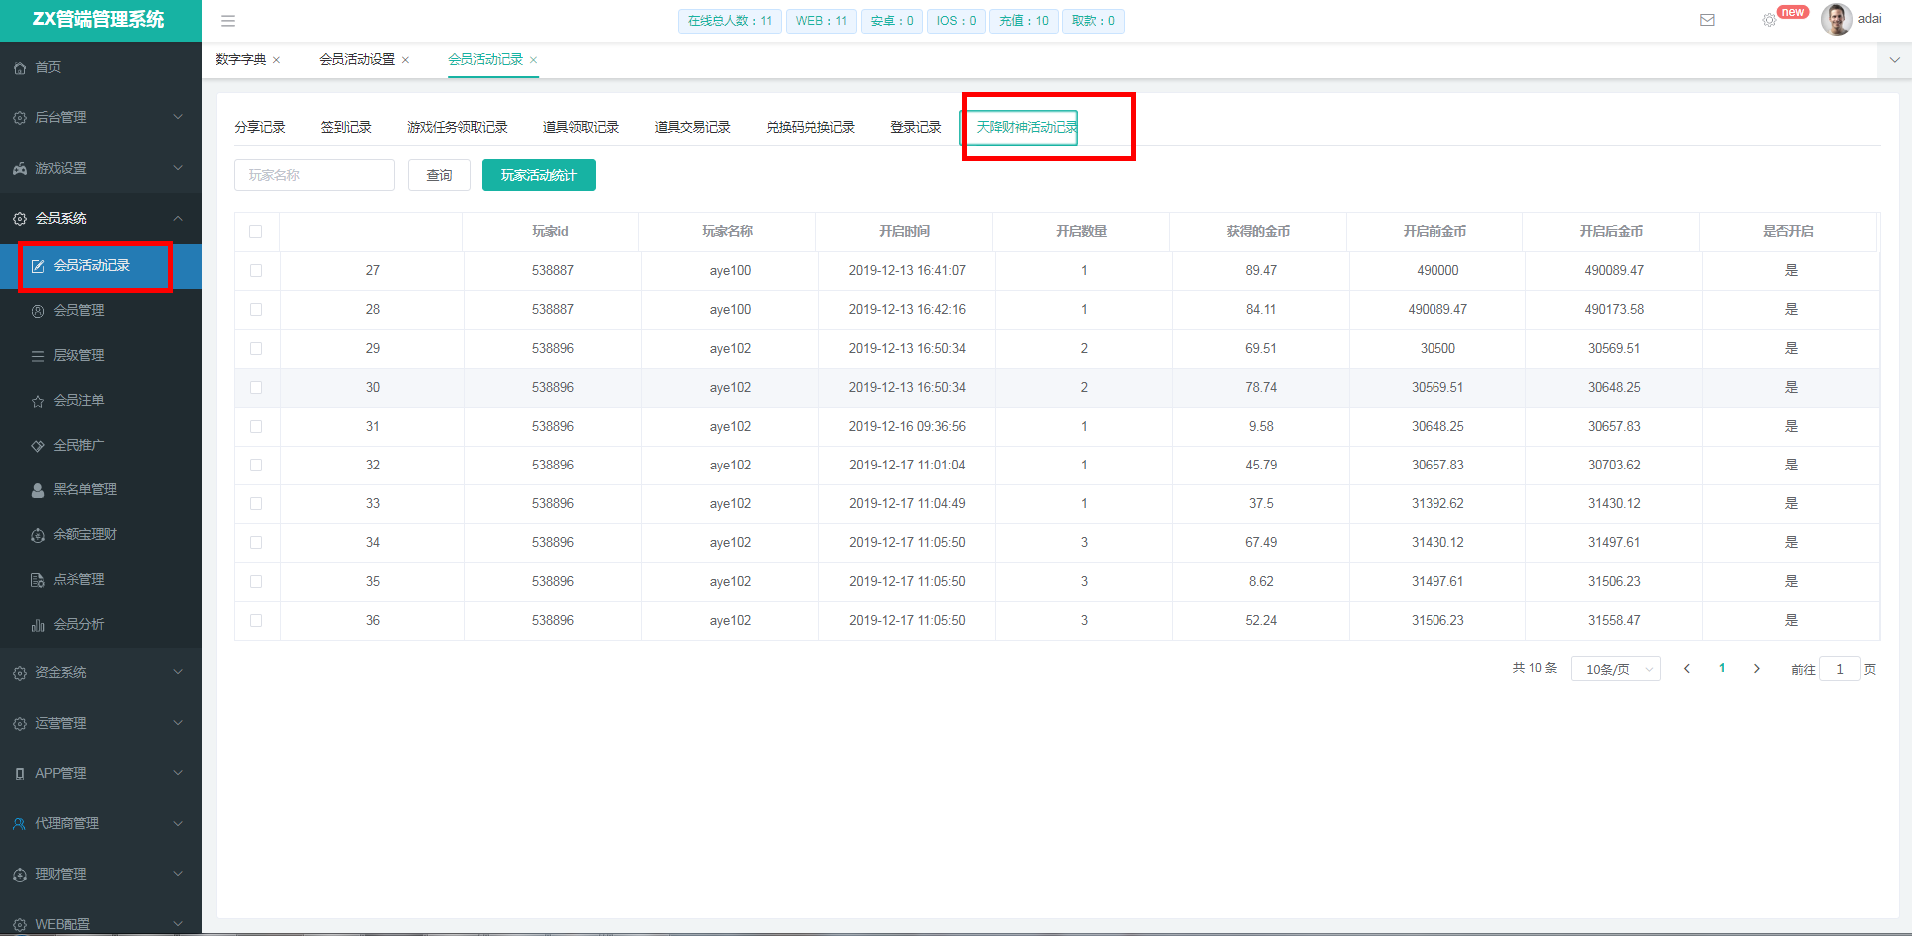 ZX管端管理系统
在线总人数：11 WEB：11 安卓：0 IOS：0 充值：10 取款：0
new
adai
数字字典 × 会员活动设置 × 会员活动记录 ×
首页
后台管理
游戏设置
会员系统
会员活动记录
会员管理
层级管理
会员注单
全民推广
黑名单管理
余额宝理财
点杀管理
会员分析
资金系统
运营管理
APP管理
代理商管理
理财管理
WEB配置
分享记录 签到记录 游戏任务领取记录 道具领取记录 道具交易记录 兑换码兑换记录 登录记录 天降财神活动记录
玩家名称 查询 玩家活动统计
玩家id 玩家名称 开启时间 开启数量 获得的金币 开启前金币 开启后金币 是否开启
27 538887 aye100 2019-12-13 16:41:07 1 89.47 490000 490089.47 是
28 538887 aye100 2019-12-13 16:42:16 1 84.11 490089.47 490173.58 是
29 538896 aye102 2019-12-13 16:50:34 2 69.51 30500 30569.51 是
30 538896 aye102 2019-12-13 16:50:34 2 78.74 30569.51 30648.25 是
31 538896 aye102 2019-12-16 09:36:56 1 9.58 30648.25 30657.83 是
32 538896 aye102 2019-12-17 11:01:04 1 45.79 30657.83 30703.62 是
33 538896 aye102 2019-12-17 11:04:49 1 37.5 31392.62 31430.12 是
34 538896 aye102 2019-12-17 11:05:50 3 67.49 31430.12 31497.61 是
35 538896 aye102 2019-12-17 11:05:50 3 8.62 31497.61 31506.23 是
36 538896 aye102 2019-12-17 11:05:50 3 52.24 31506.23 31558.47 是
共 10 条 10条/页 1 前往 1 页